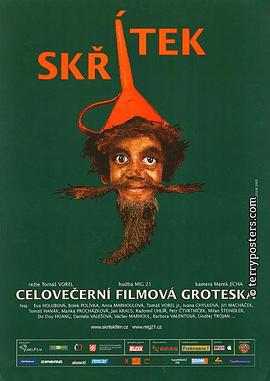 SKŘÍTEK
režie Tomáš VOREL hudba MIG 21 kamera Marek JÍCHA
CELOVEČERNÍ FILMOVÁ GROTESKA
hrají: Eva HOLUBOVÁ, Bolek POLÍVKA, Anna MARHOULOVÁ, Tomáš VOREL jr., Ivana CHÝLKOVÁ, Jiří MACHÁČEK,
Tomáš HANÁK, Marika PROCHÁZKOVÁ, Jan KRAUS, Radomil UHLÍŘ, Petr ČTVRTNÍČEK, Milan ŠTEINDLER,
Do Doy HOANG, Daniela VALEŠOVÁ, Václav MARHOUL, Barbora VALENTOVÁ, Ondřej TROJAN ...
www.skritekfilm.cz www.mig21.cz
© terryposters.com